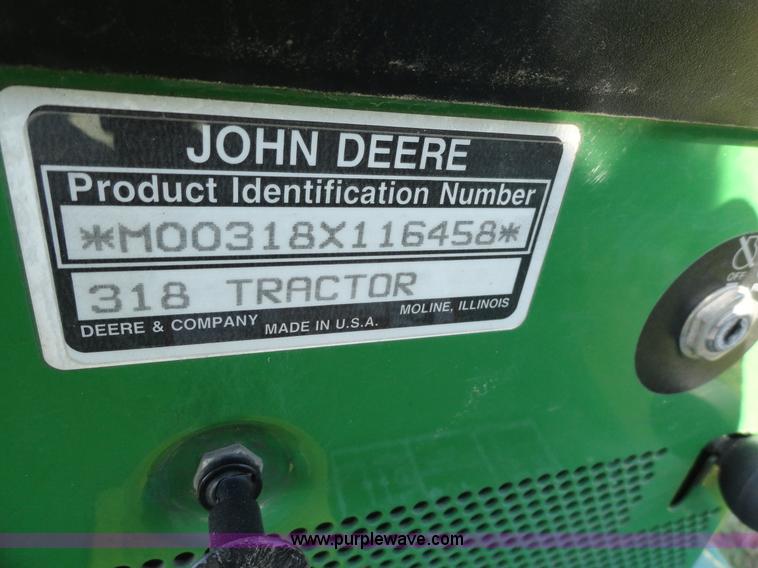 JOHN DEERE
Product Identification Number
*M00318X116458*
318 TRACTOR
DEERE & COMPANY MADE IN U.S.A. MOLINE, ILLINOIS
OFF
www.purplewave.com